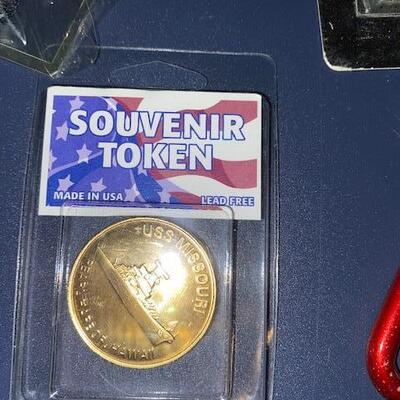 SOUVENIR
TOKEN
MADE IN USA
LEAD FREE
USS MISSOURI
PEARL HARBOR, HAWAII